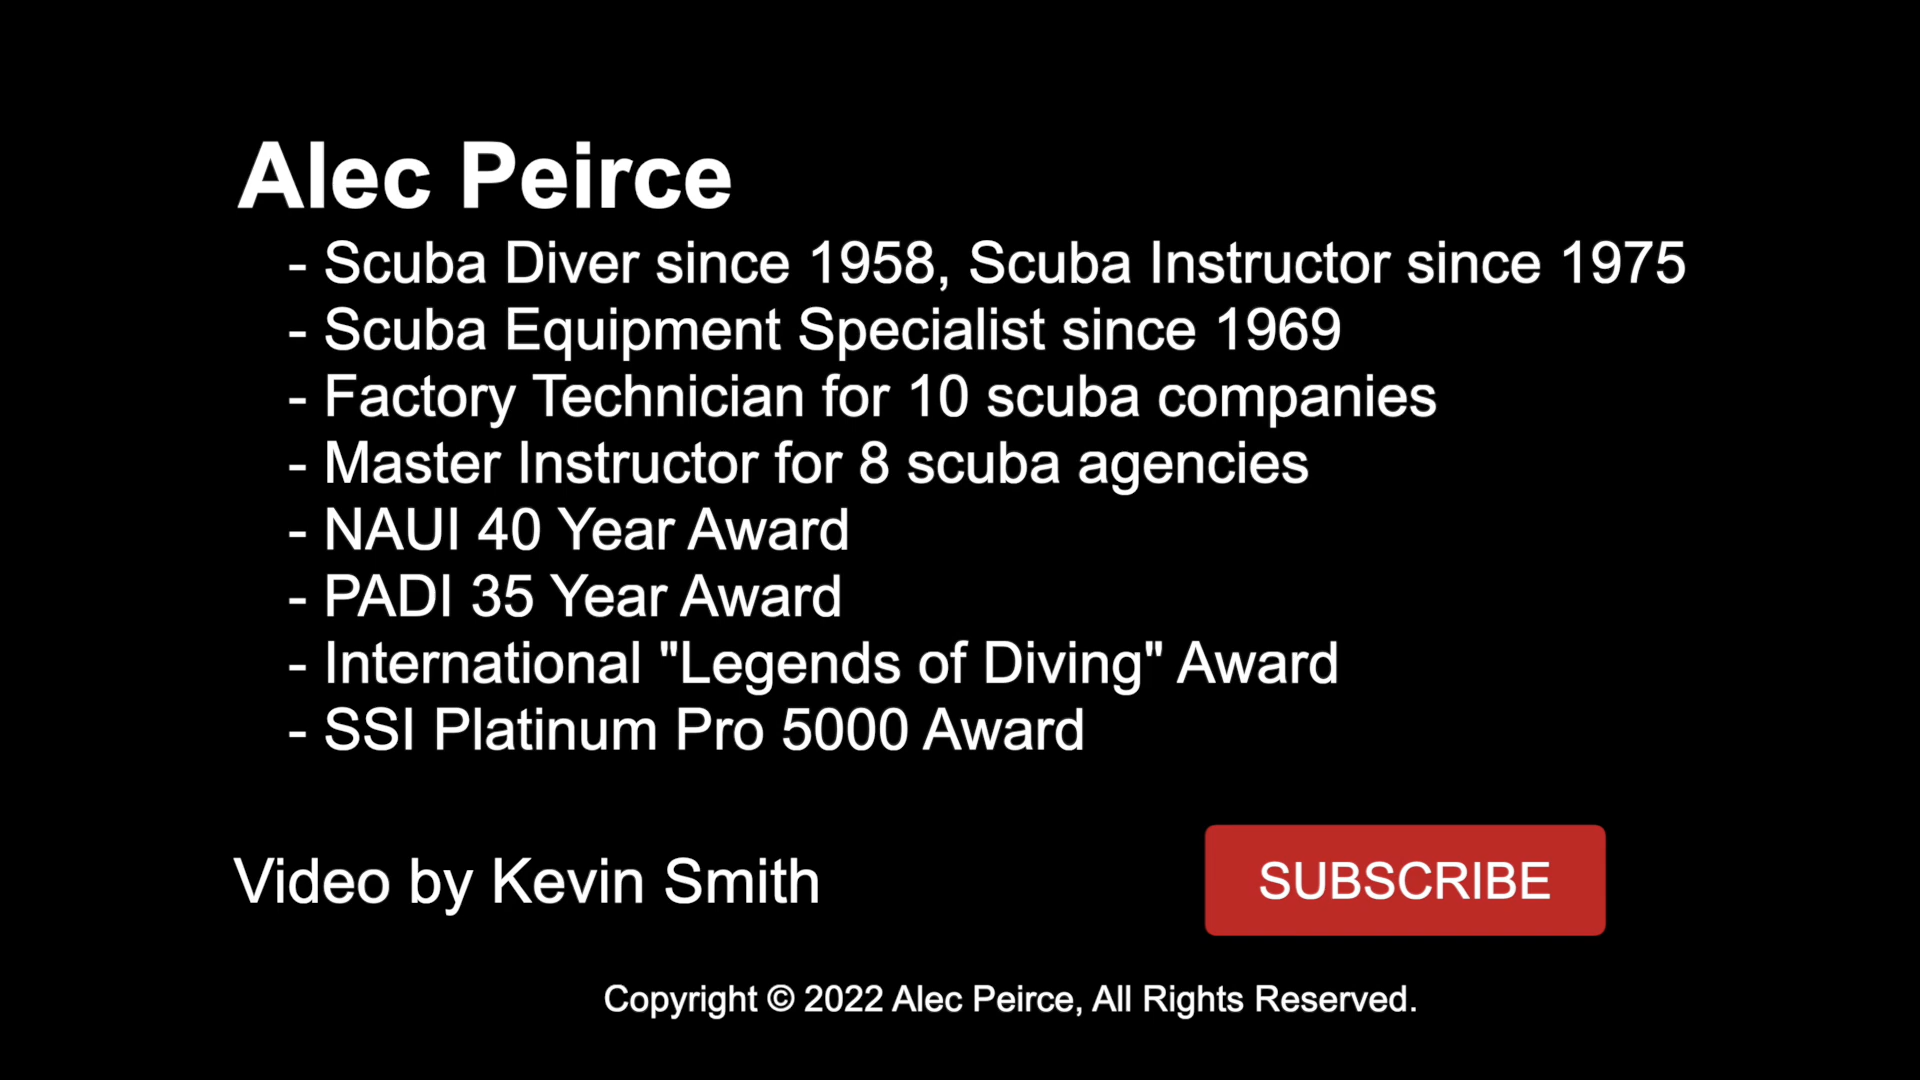 Alec Peirce
- Scuba Diver since 1958, Scuba Instructor since 1975
- Scuba Equipment Specialist since 1969
- Factory Technician for 10 scuba companies
- Master Instructor for 8 scuba agencies
- NAUI 40 Year Award
- PADI 35 Year Award
- International "Legends of Diving" Award
- SSI Platinum Pro 5000 Award
Video by Kevin Smith
SUBSCRIBE
Copyright © 2022 Alec Peirce, All Rights Reserved.